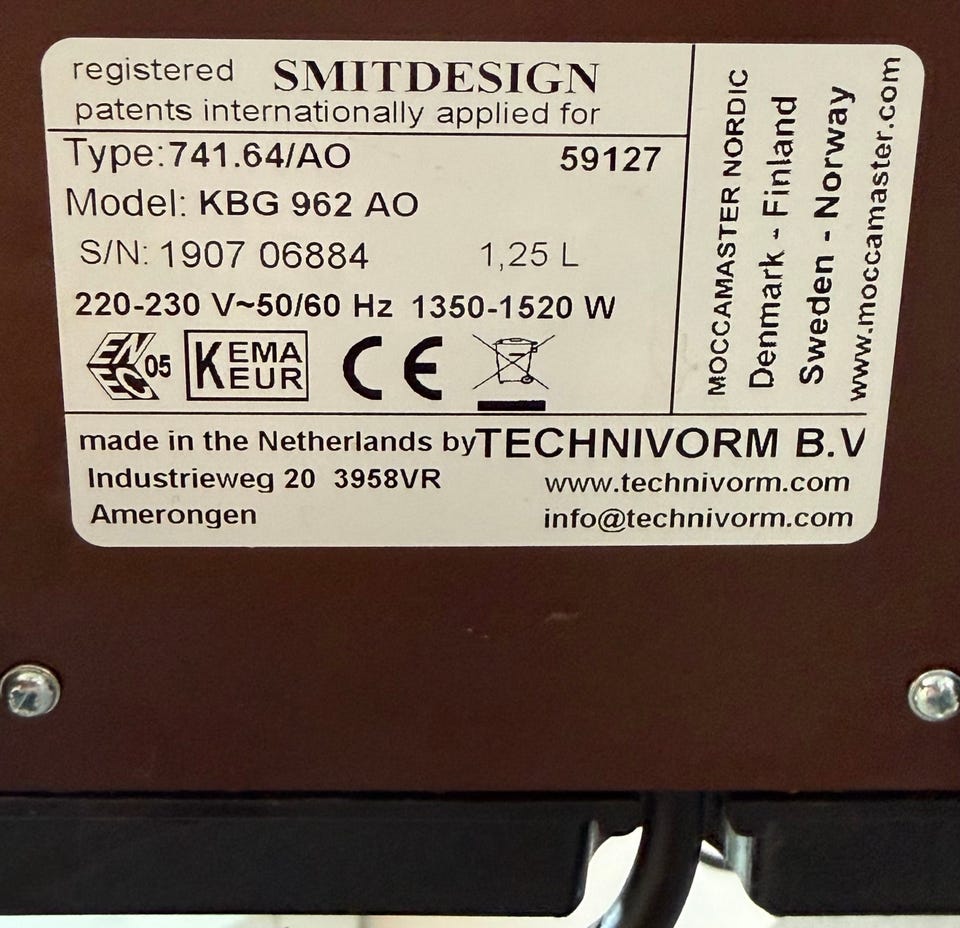 registered SMITDESIGN
patents internationally applied for
Type: 741.64/AO 59127
Model: KBG 962 AO
S/N: 1907 06884 1,25 L
220-230 V~50/60 Hz 1350-1520 W
ENEC 05 KEMA KEUR CE
MOCCAMASTER NORDIC
Denmark - Finland
Sweden - Norway
www.moccamaster.com
made in the Netherlands by TECHNIVORM B.V
Industrieweg 20 3958VR www.technivorm.com
Amerongen info@technivorm.com